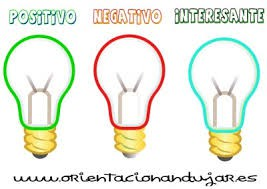 POSITIVO NEGATIVO INTERESANTE
www.orientacionandujar.es